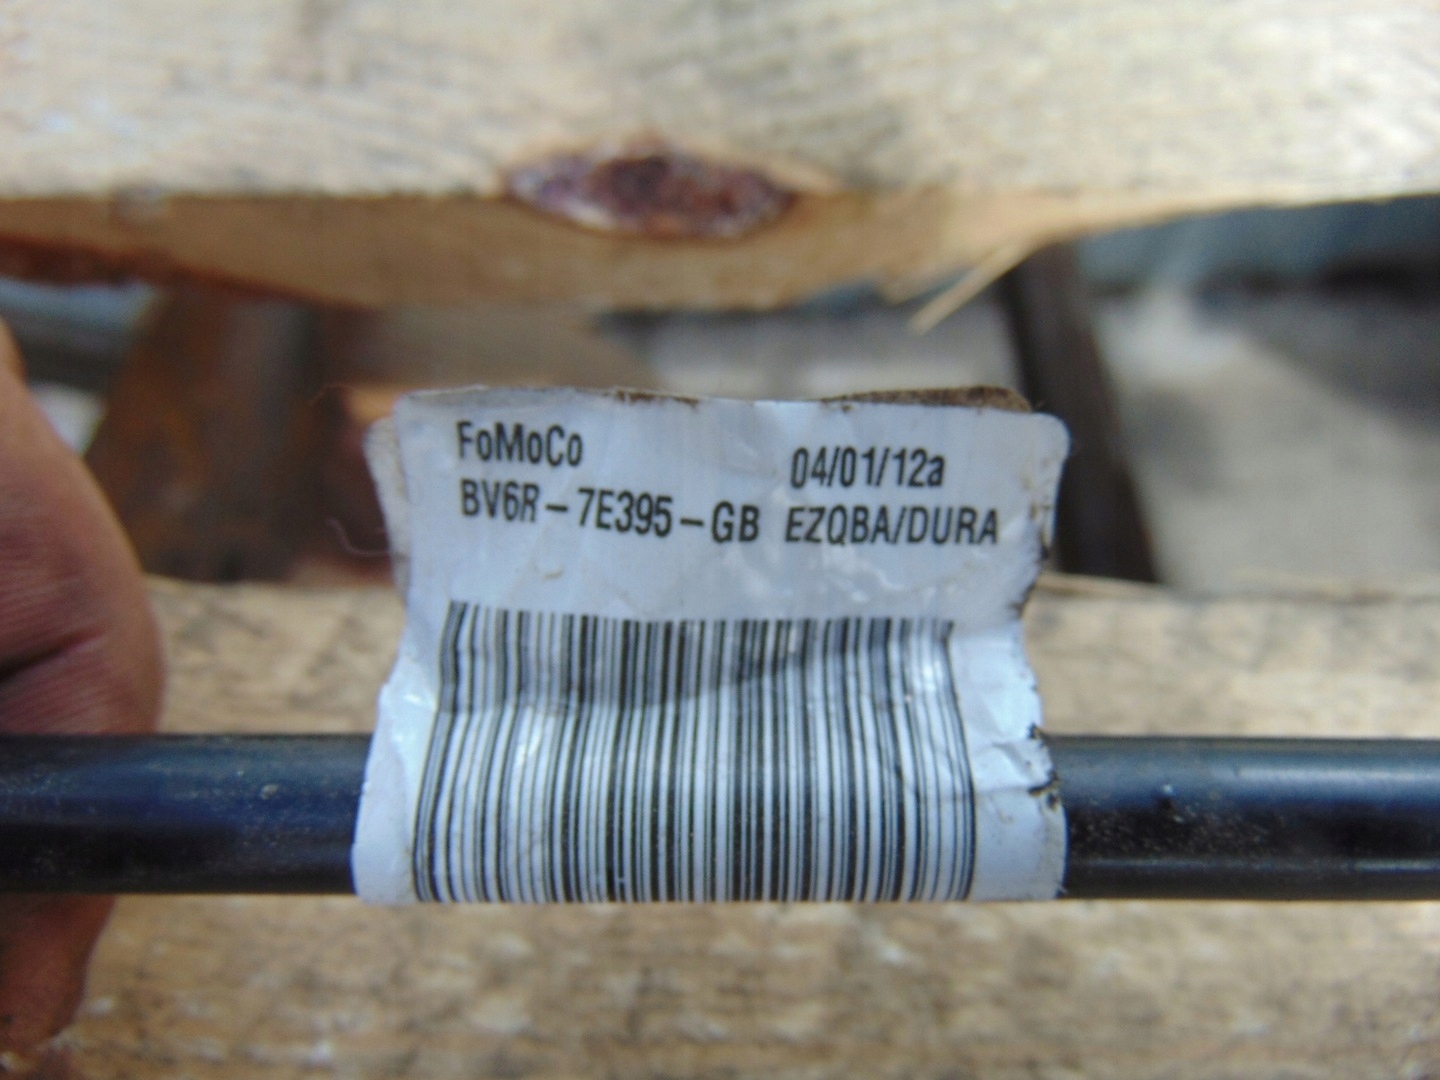 FoMoCo 04/01/12a
BV6R-7E395-GB EZQBA/DURA